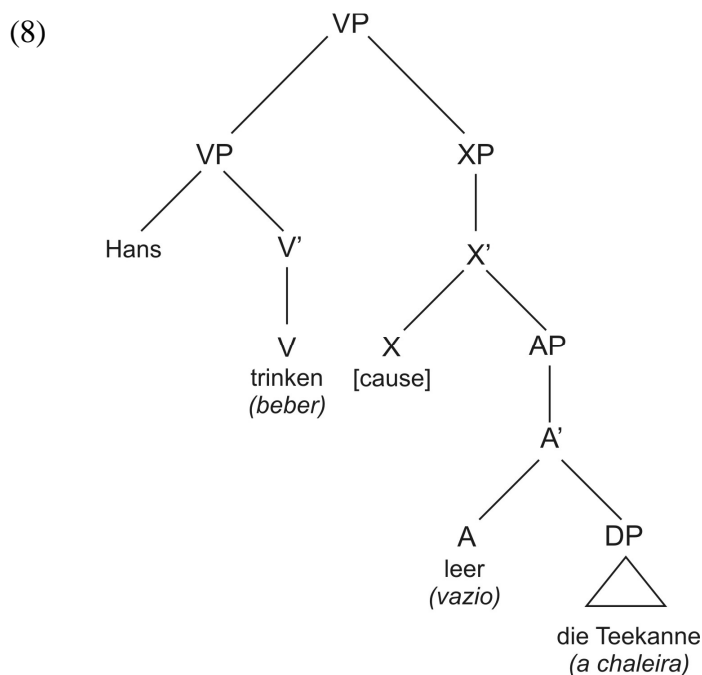 (8)
VP
VP XP
Hans V' X'
V X AP
trinken [cause]
(beber)
A'
A DP
leer
(vazio)
die Teekanne
(a chaleira)